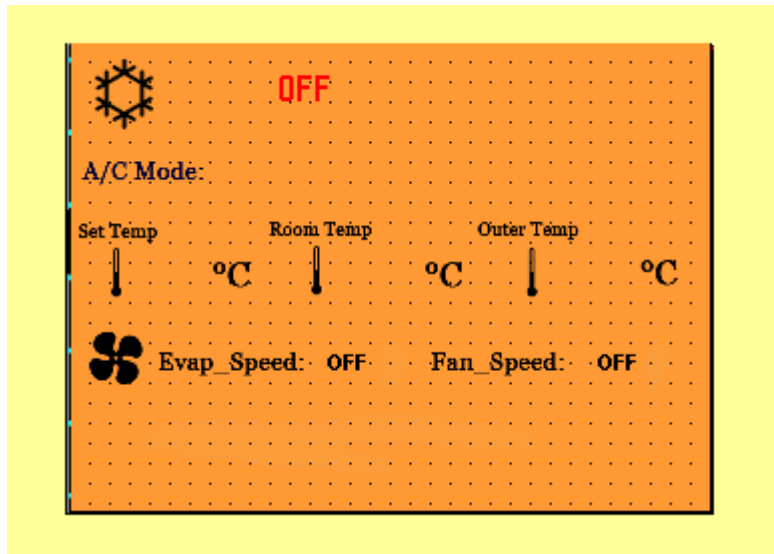 OFF
A/C Mode:
Set Temp Room Temp Outer Temp
°C °C °C
Evap_Speed: OFF Fan_Speed: OFF